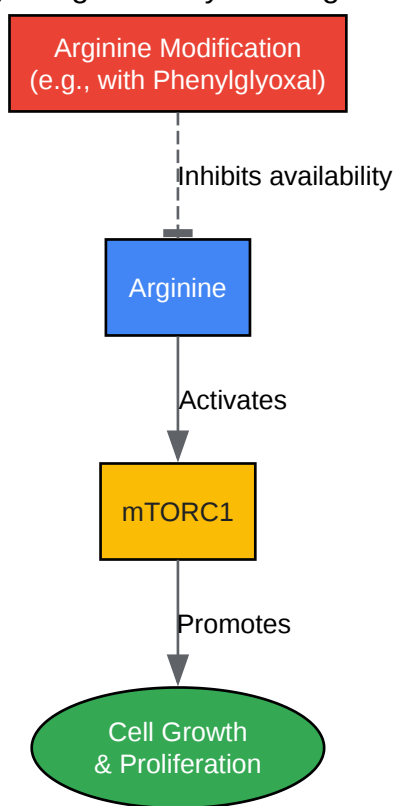 Arginine Modification
(e.g., with Phenylglyoxal)
Inhibits availability
Arginine
Activates
mTORC1
Promotes
Cell Growth
& Proliferation